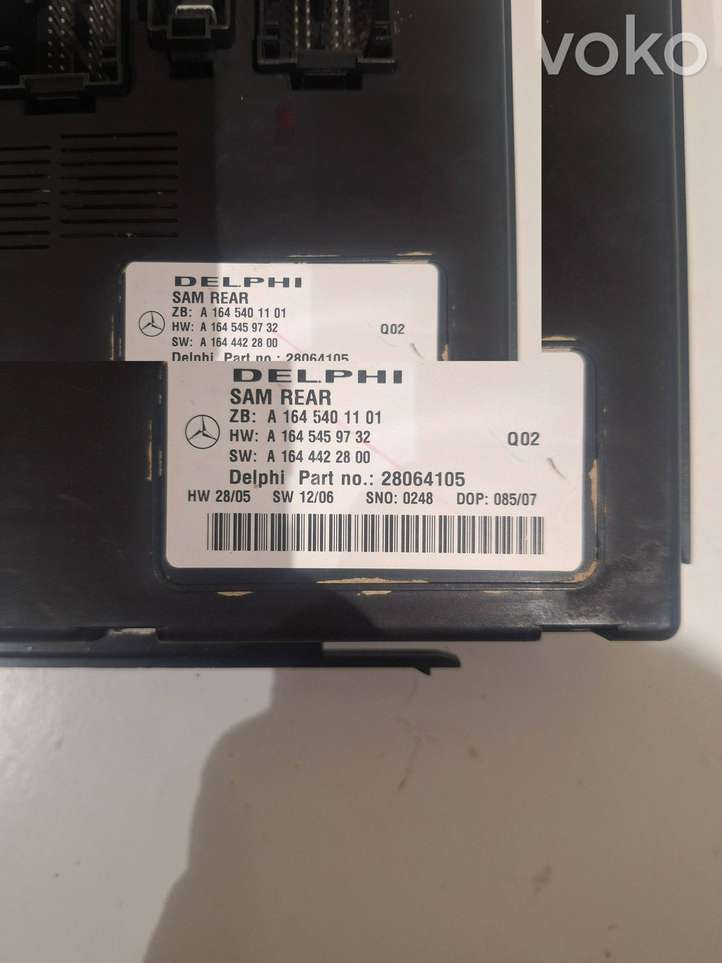 voko
DELPHI
SAM REAR
ZB: A 164 540 11 01
HW: A 164 545 97 32
Q02
SW: A 164 442 28 00
Delphi Part no.: 28064105
DELPHI
SAM REAR
ZB: A 164 540 11 01
HW: A 164 545 97 32
Q02
SW: A 164 442 28 00
Delphi Part no.: 28064105
HW 28/05 SW 12/06 SNO: 0248 DOP: 085/07